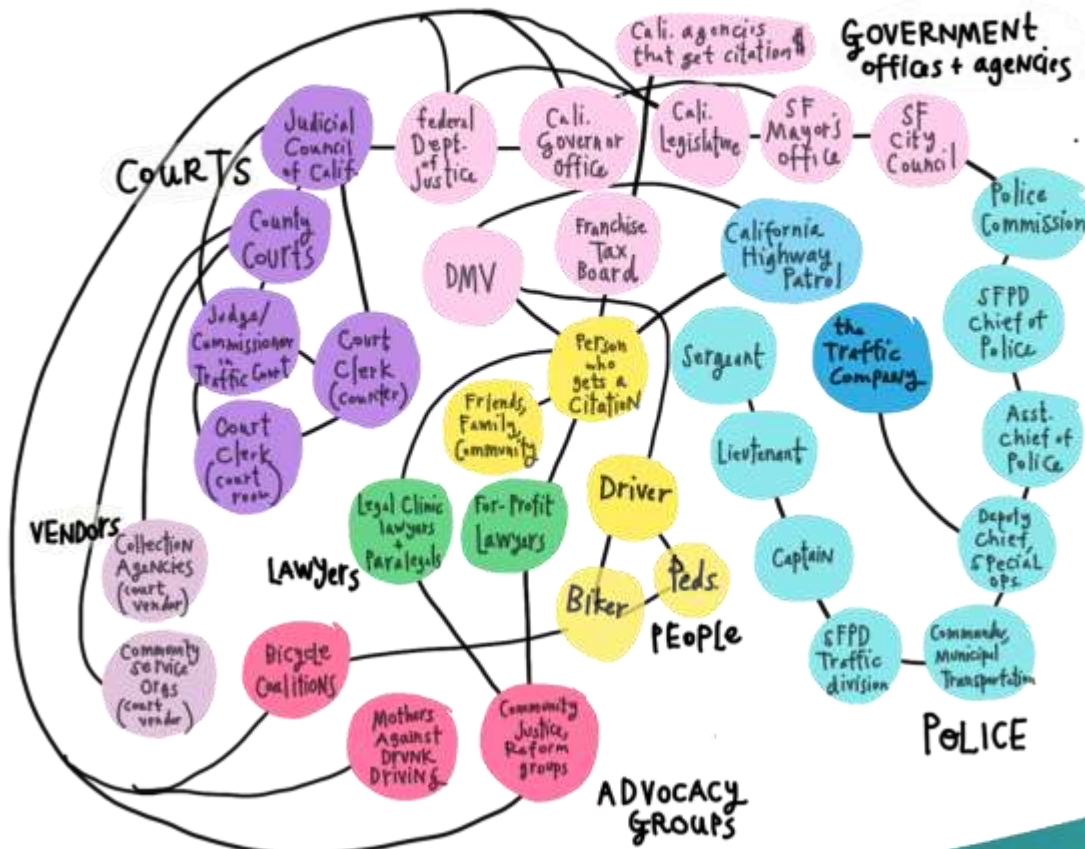 Cali. agencies
that get citation $
GOVERNMENT
offices + agencies
COURTS
Judicial
Council
of Calif.
federal
Dept.
of
Justice
Cali.
Governor
Office
Cali.
Legislature
SF
Mayor's
office
SF
City
Council
Police
Commission
County
Courts
DMV
Franchise
Tax
Board
California
Highway
Patrol
Judge/
Commissioner
in
Traffic Court
Court
Clerk
(counter)
Person
who
gets a
Citation
Sergeant
the
Traffic
Company
SFPD
Chief of
Police
Friends,
Family,
Community
Court
Clerk
(court
room)
Lieutenant
Asst.
Chief of
Police
VENDORS
Collection
Agencies
(court
vendor)
LAWyers
Legal Clinic
lawyers
+
Paralegals
For-Profit
Lawyers
Driver
Captain
Deputy
Chief,
Special
ops.
Biker
Peds.
PEOPLE
Community
Service
Orgs
(court
vendor)
Bicycle
Coalitions
SFPD
Traffic
division
Commander,
Municipal
Transportation
POLICE
Mothers
Against
Drunk
Driving
Community
Justice,
Reform
groups
ADVOCACY
GROUPS